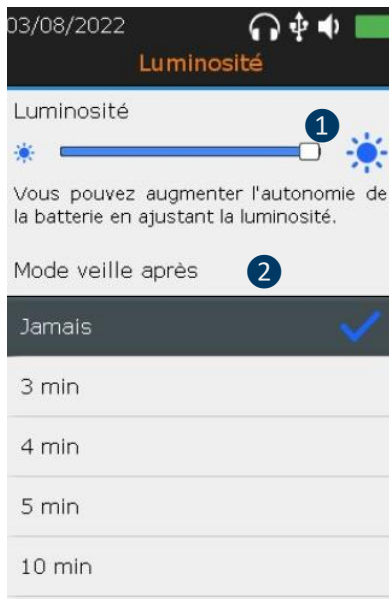 03/08/2022
Luminosité
Luminosité
1
Vous pouvez augmenter l'autonomie de
la batterie en ajustant la luminosité.
Mode veille après
2
Jamais
3 min
4 min
5 min
10 min